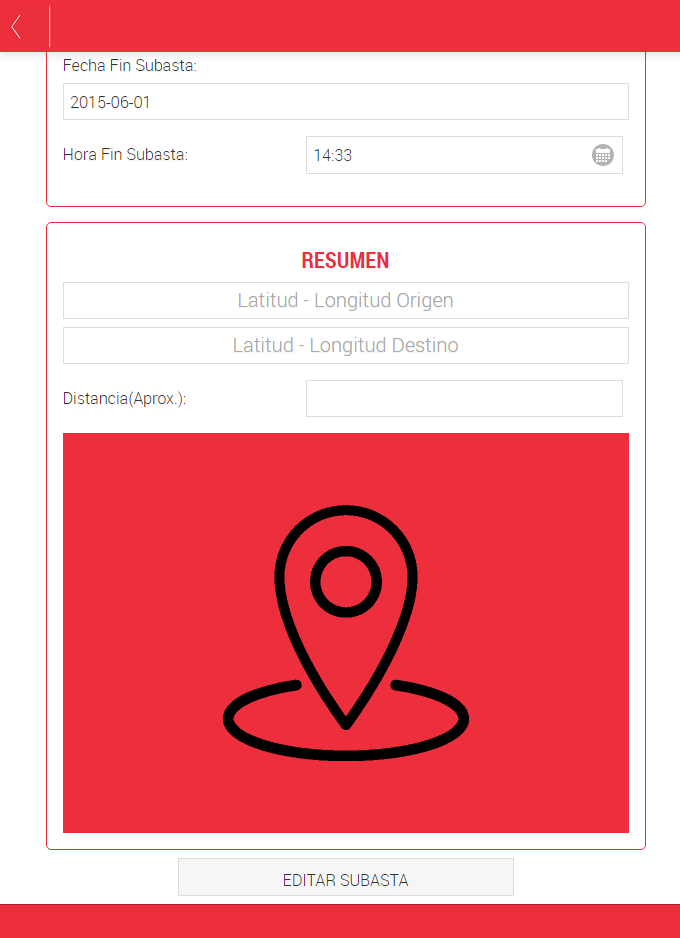 Fecha Fin Subasta:
2015-06-01
Hora Fin Subasta:
14:33
RESUMEN
Latitud - Longitud Origen
Latitud - Longitud Destino
Distancia(Aprox.):
EDITAR SUBASTA